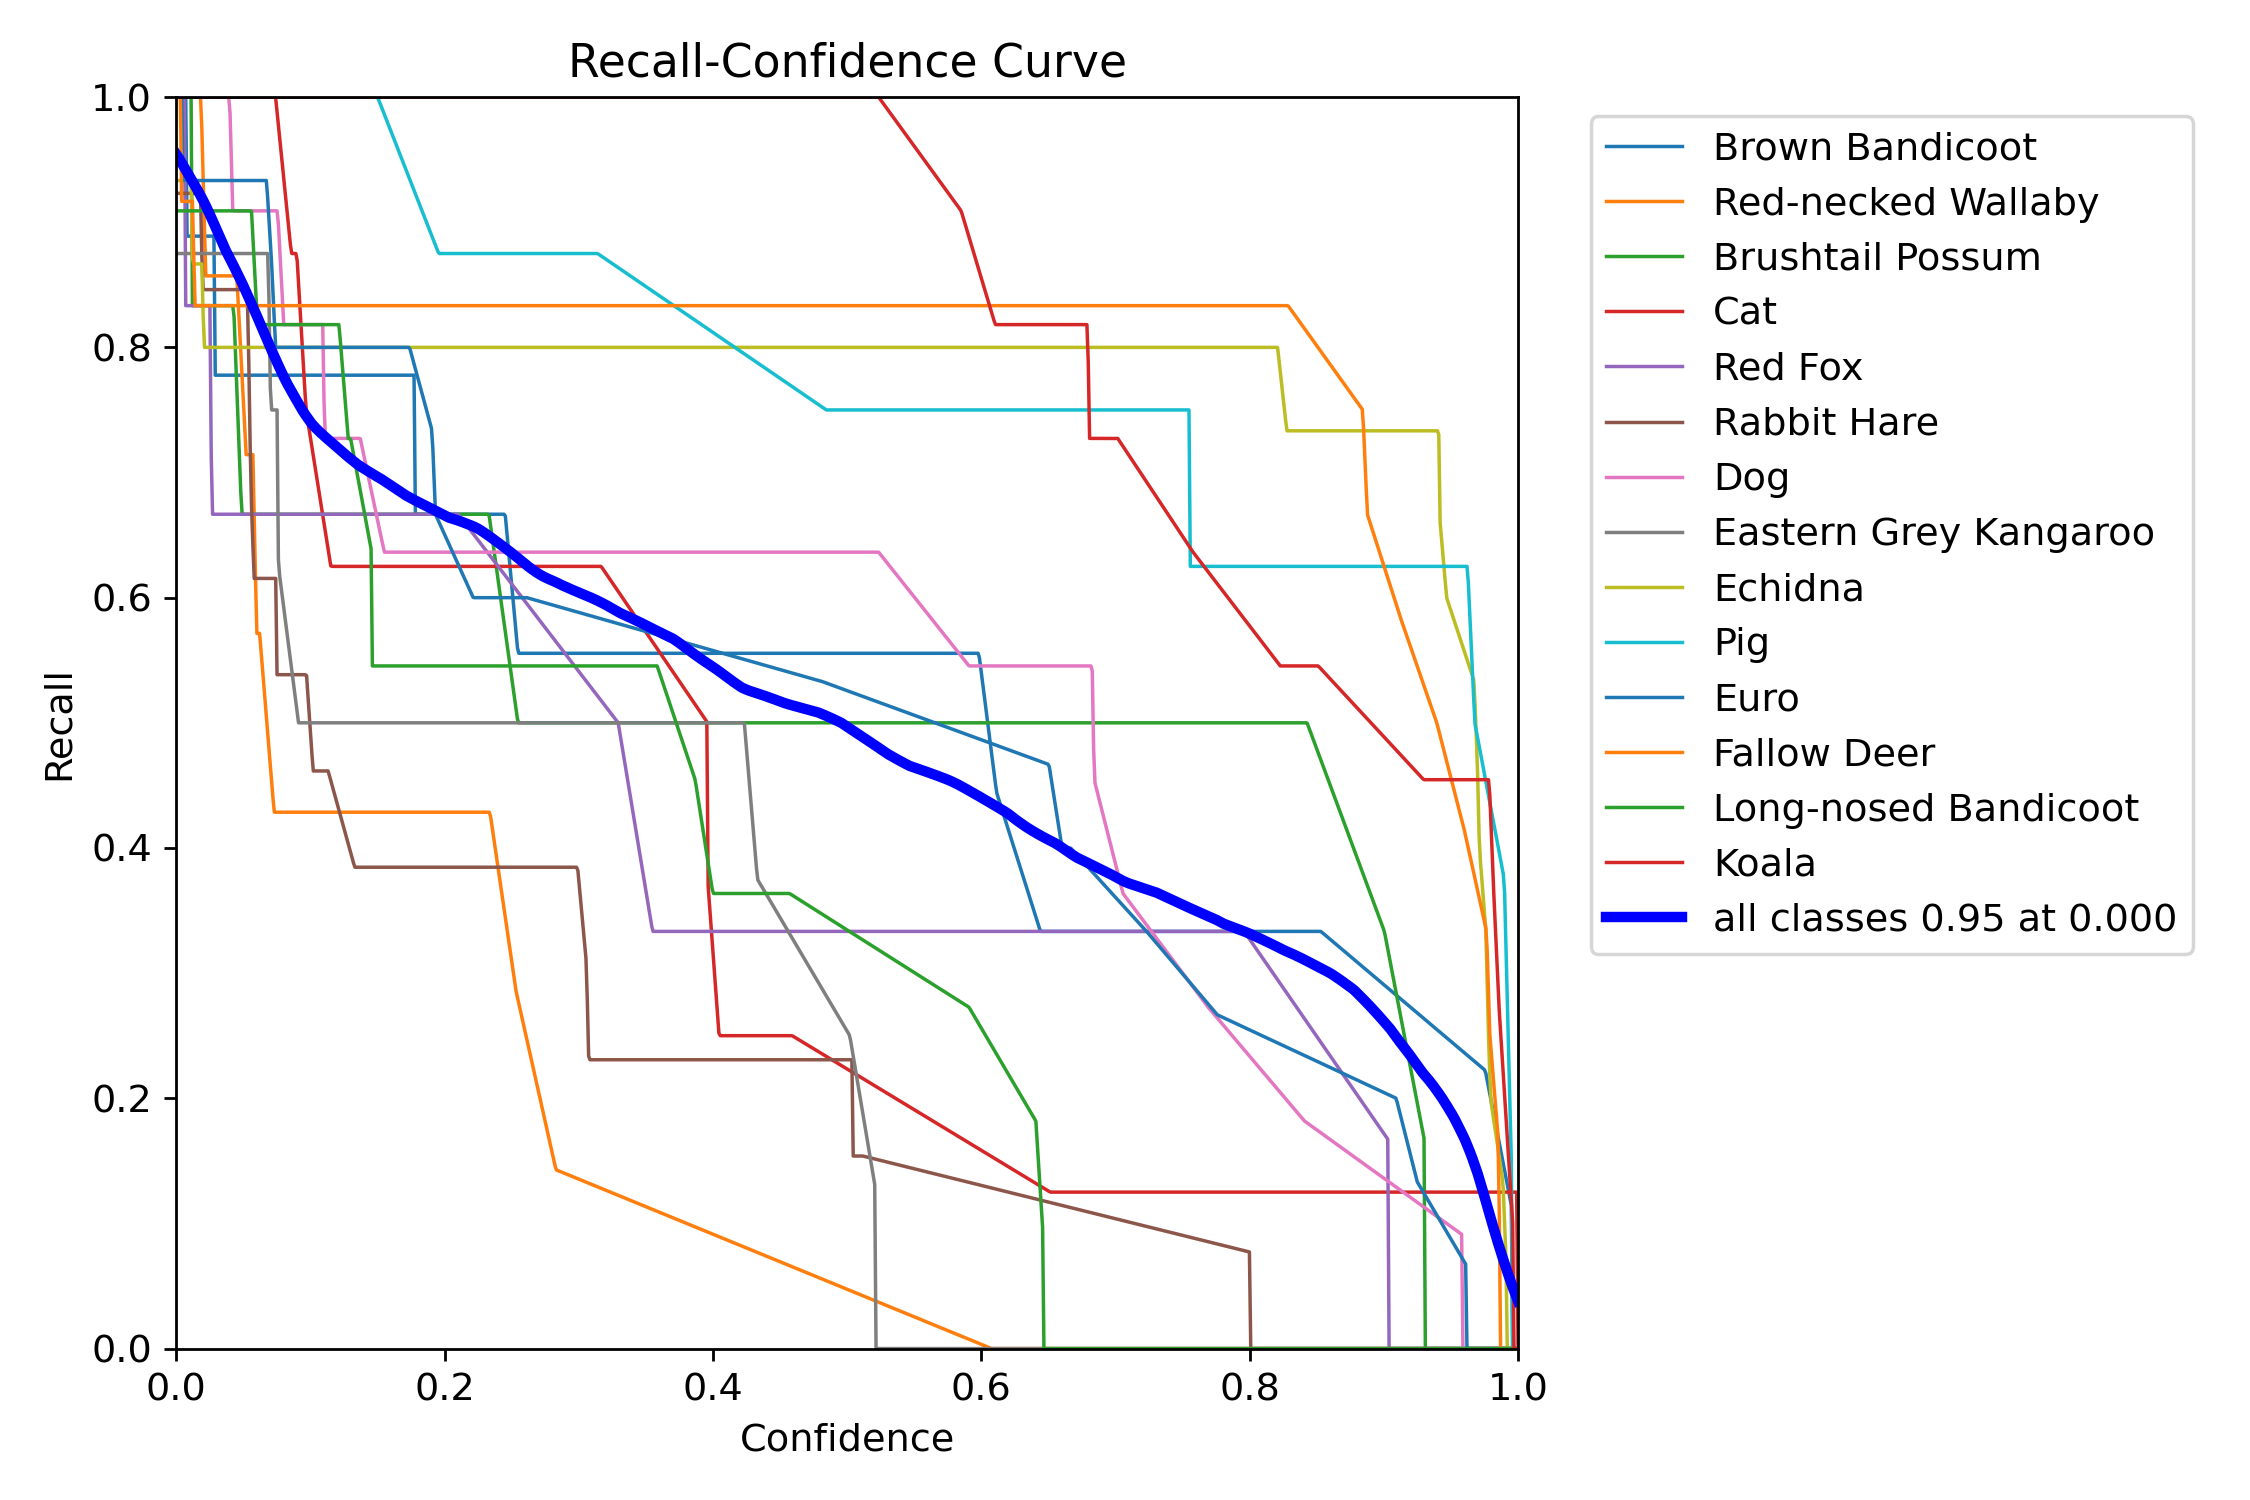 Recall-Confidence Curve
1.0
0.8
0.6
0.4
0.2
0.0
Recall
0.0 0.2 0.4 0.6 0.8 1.0
Confidence
Brown Bandicoot
Red-necked Wallaby
Brushtail Possum
Cat
Red Fox
Rabbit Hare
Dog
Eastern Grey Kangaroo
Echidna
Pig
Euro
Fallow Deer
Long-nosed Bandicoot
Koala
all classes 0.95 at 0.000